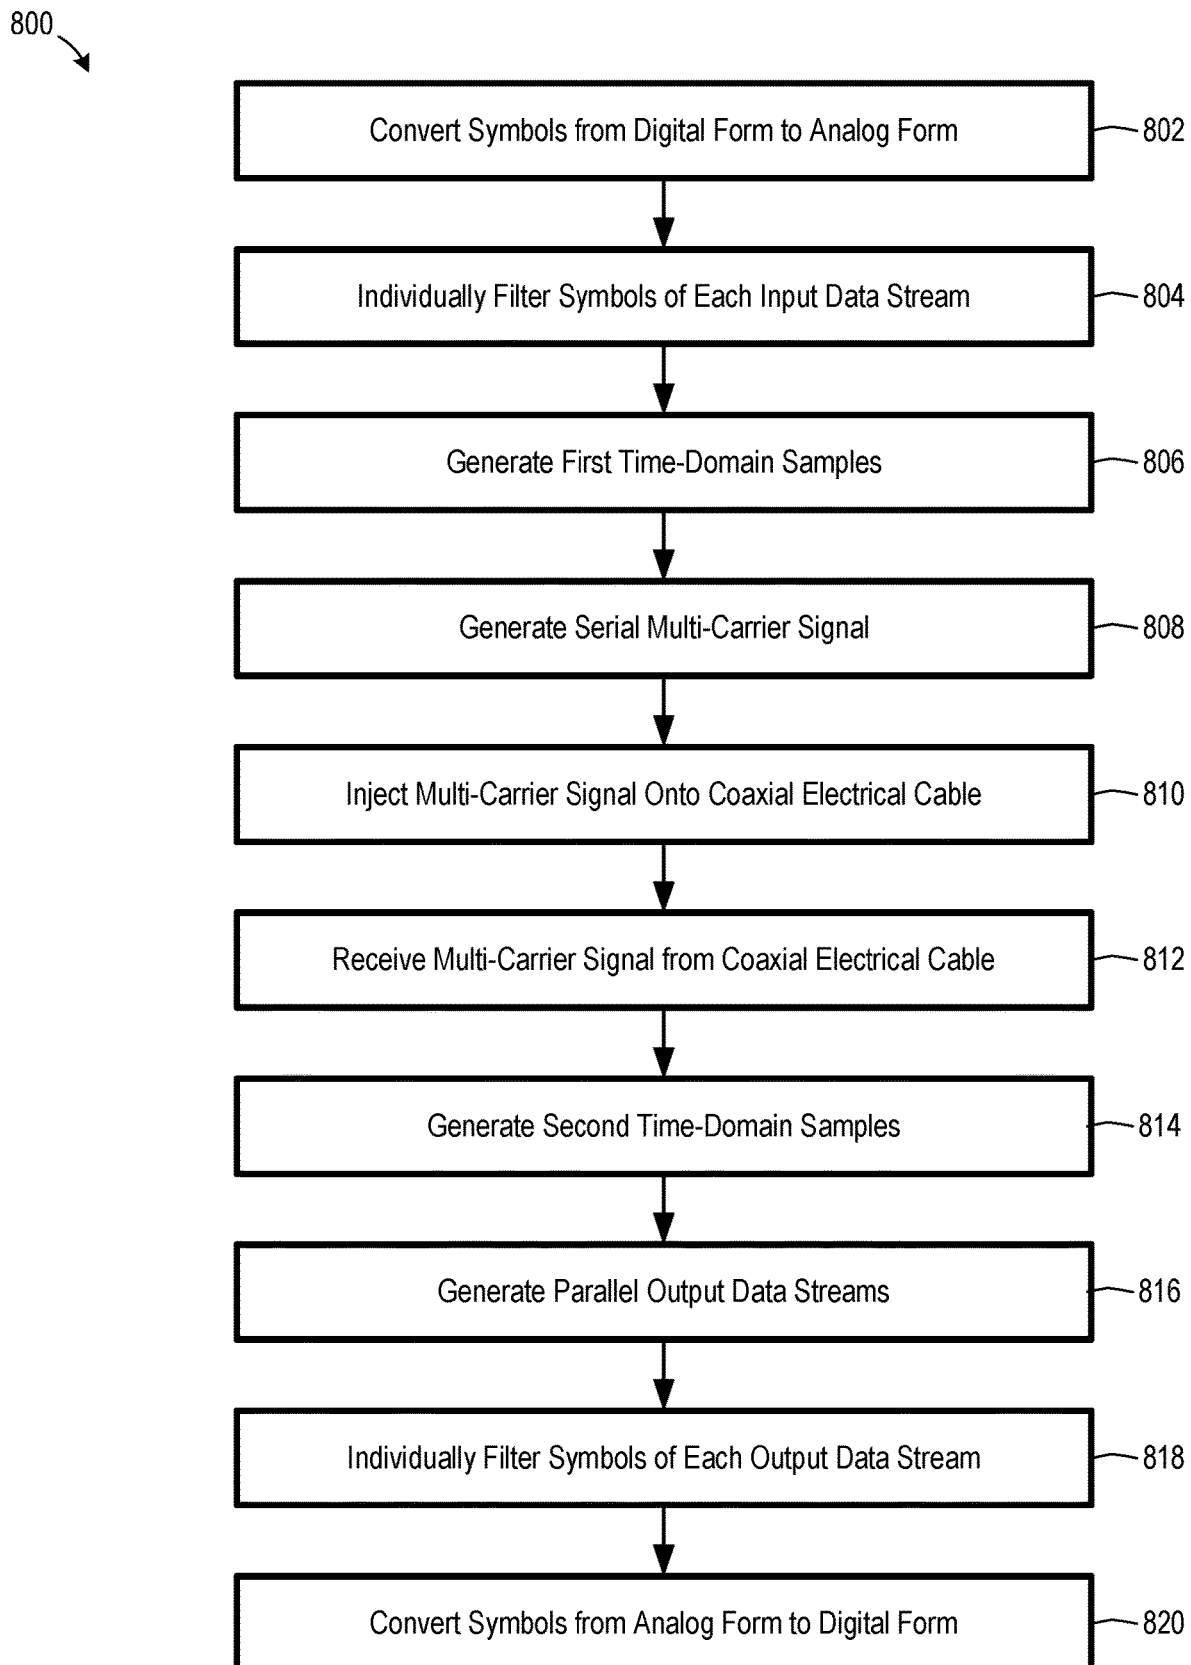 800
Convert Symbols from Digital Form to Analog Form 802
Individually Filter Symbols of Each Input Data Stream 804
Generate First Time-Domain Samples 806
Generate Serial Multi-Carrier Signal 808
Inject Multi-Carrier Signal Onto Coaxial Electrical Cable 810
Receive Multi-Carrier Signal from Coaxial Electrical Cable 812
Generate Second Time-Domain Samples 814
Generate Parallel Output Data Streams 816
Individually Filter Symbols of Each Output Data Stream 818
Convert Symbols from Analog Form to Digital Form 820